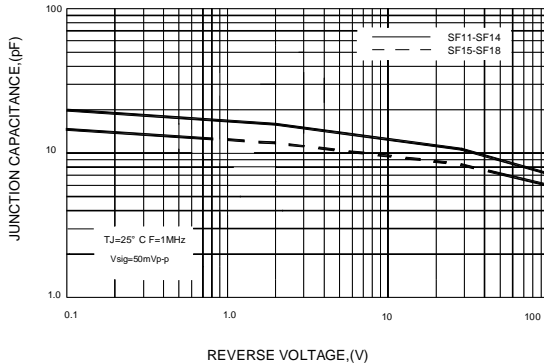 100
SF11-SF14
SF15-SF18
JUNCTION CAPACITANCE,(pF)
10
TJ=25° C F=1MHz
Vsig=50mVp-p
1.0
0.1 1.0 10 100
REVERSE VOLTAGE,(V)